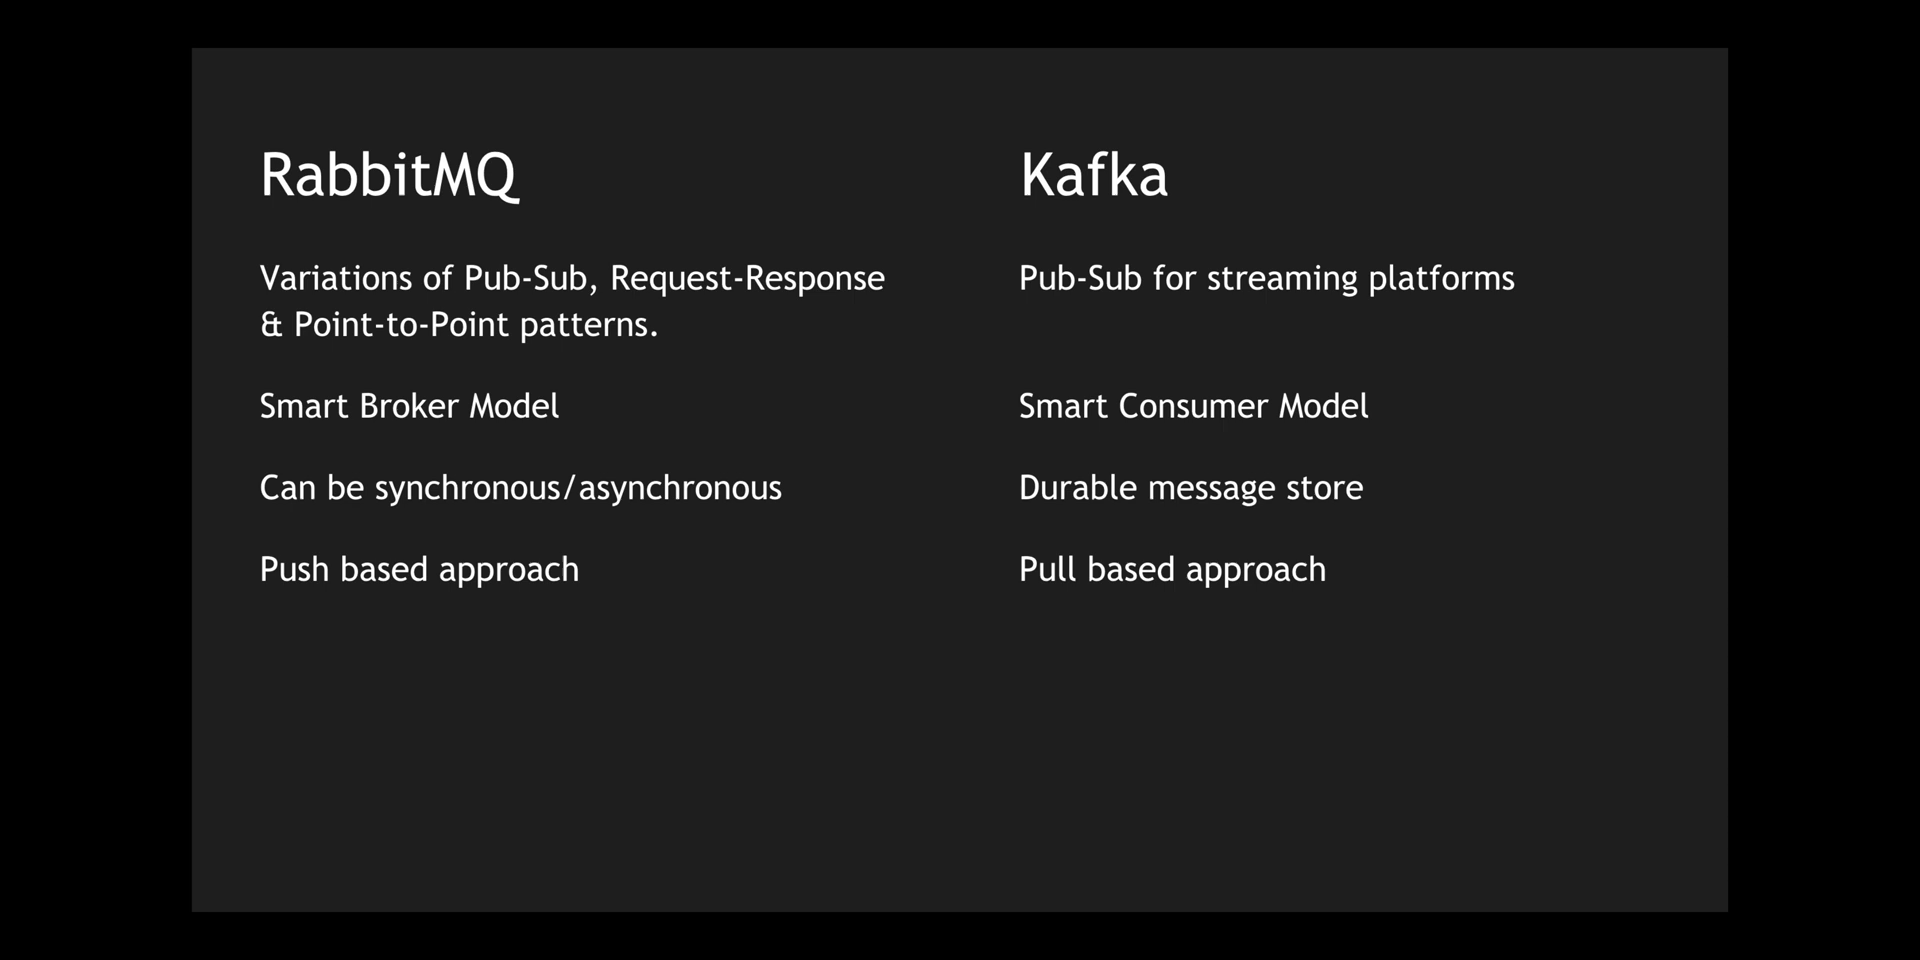 RabbitMQ
Variations of Pub-Sub, Request-Response
& Point-to-Point patterns.
Smart Broker Model
Can be synchronous/asynchronous
Push based approach
Kafka
Pub-Sub for streaming platforms
Smart Consumer Model
Durable message store
Pull based approach